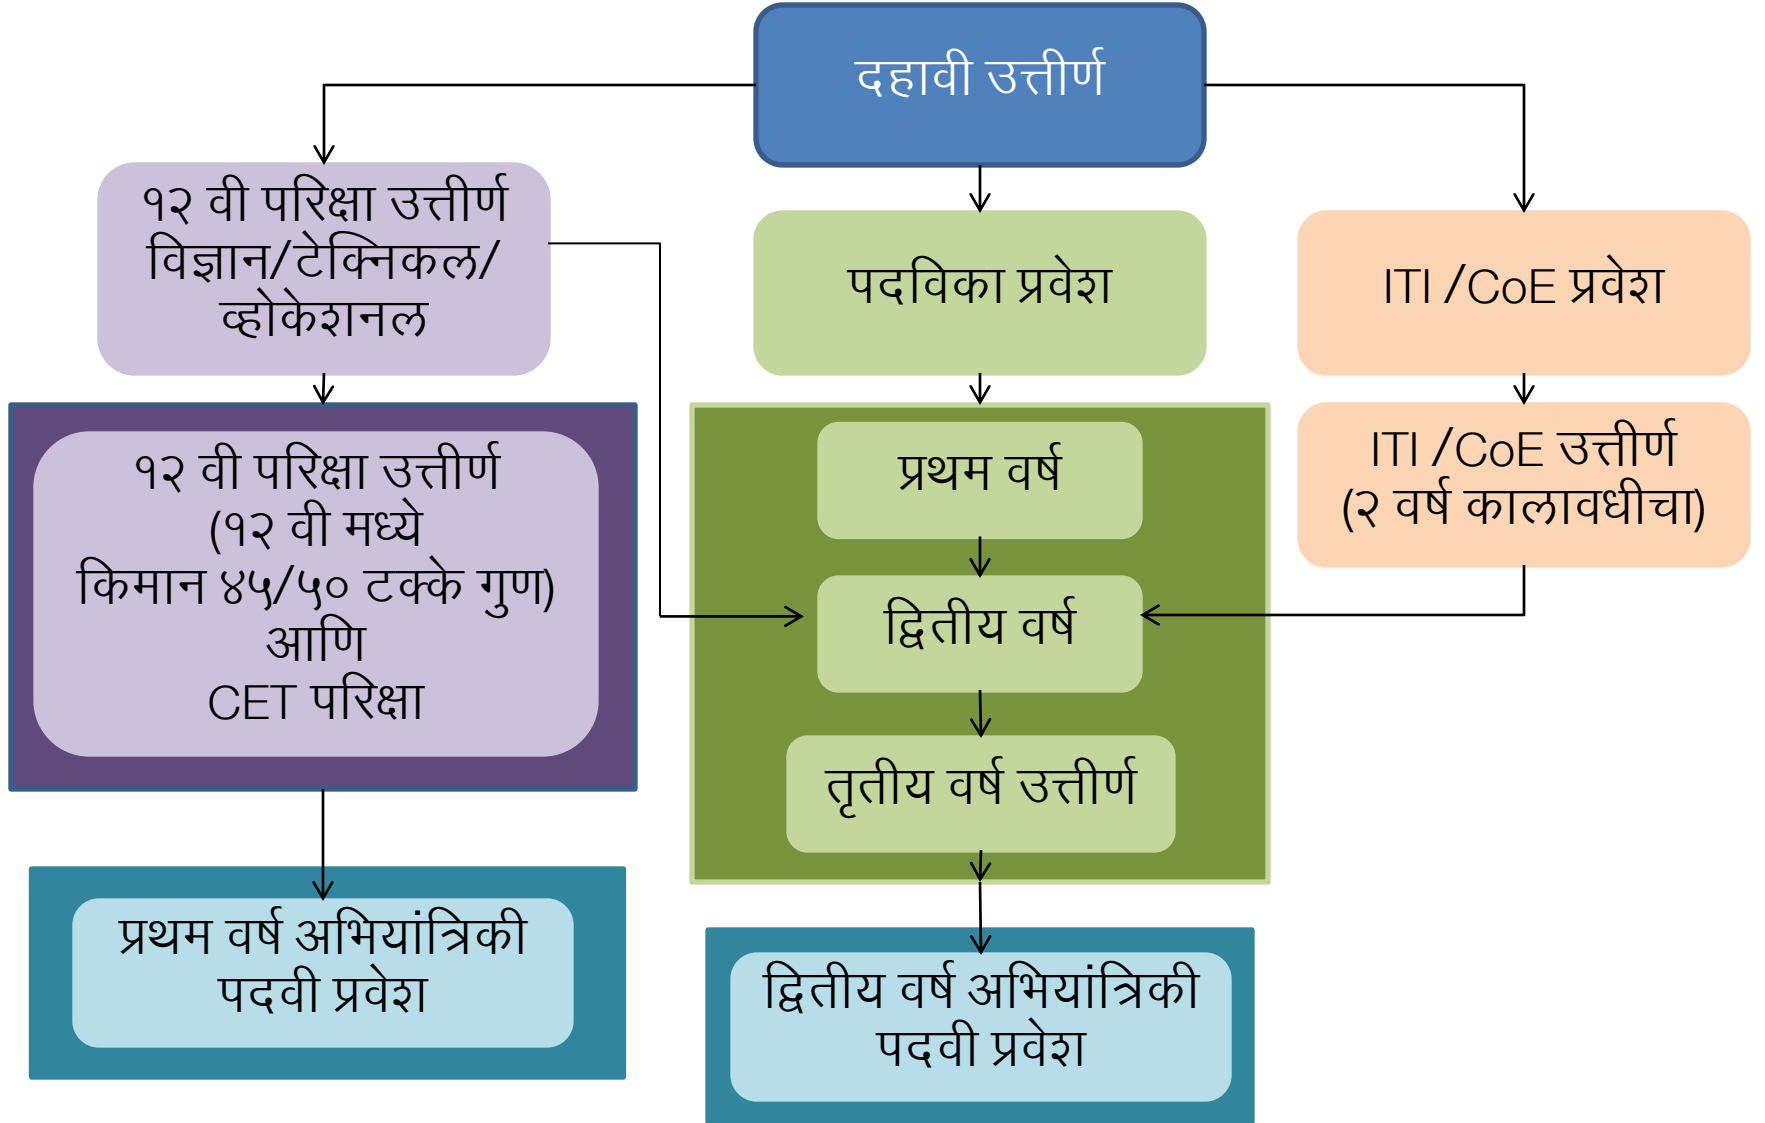 दहावी उत्तीर्ण
१२ वी परिक्षा उत्तीर्ण
विज्ञान/टेक्निकल/
व्होकेशनल
पदविका प्रवेश
ITI /CoE प्रवेश
१२ वी परिक्षा उत्तीर्ण
(१२ वी मध्ये
किमान ४५/५० टक्के गुण)
आणि
CET परिक्षा
प्रथम वर्ष
द्वितीय वर्ष
तृतीय वर्ष उत्तीर्ण
ITI /CoE उत्तीर्ण
(२ वर्ष कालावधीचा)
प्रथम वर्ष अभियांत्रिकी
पदवी प्रवेश
द्वितीय वर्ष अभियांत्रिकी
पदवी प्रवेश